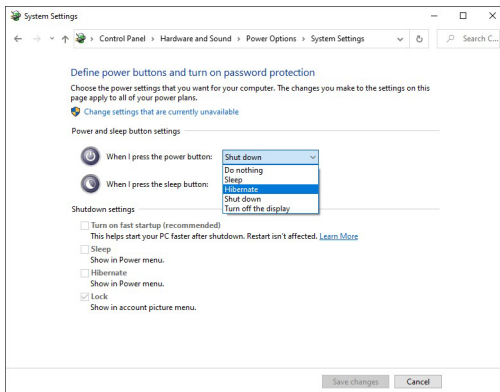 System Settings
Control Panel > Hardware and Sound > Power Options > System Settings
Search C...
Define power buttons and turn on password protection
Choose the power settings that you want for your computer. The changes you make to the settings on this
page apply to all of your power plans.
Change settings that are currently unavailable
Power and sleep button settings
When I press the power button: Shut down
Do nothing
Sleep
When I press the sleep button: Hibernate
Shut down
Turn off the display
Shutdown settings
Turn on fast startup (recommended)
This helps start your PC faster after shutdown. Restart isn't affected. Learn More
Sleep
Show in Power menu.
Hibernate
Show in Power menu.
Lock
Show in account picture menu.
Save changes Cancel